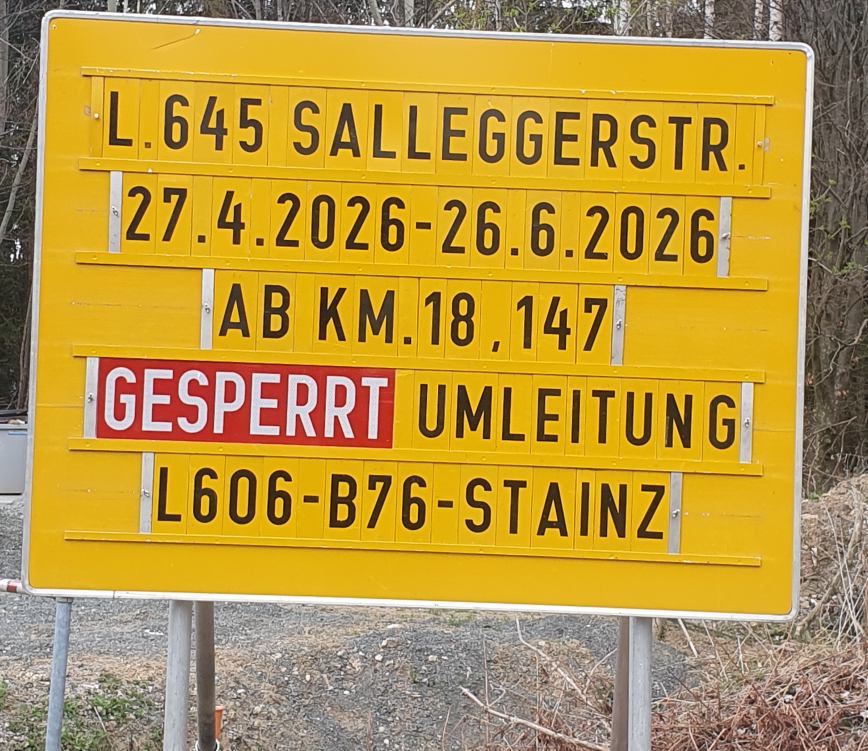 L.645 SALLEGGERSTR.
27.4.2026-26.6.2026
AB KM.18,147
GESPERRT UMLEITUNG
L606-B76-STAINZ